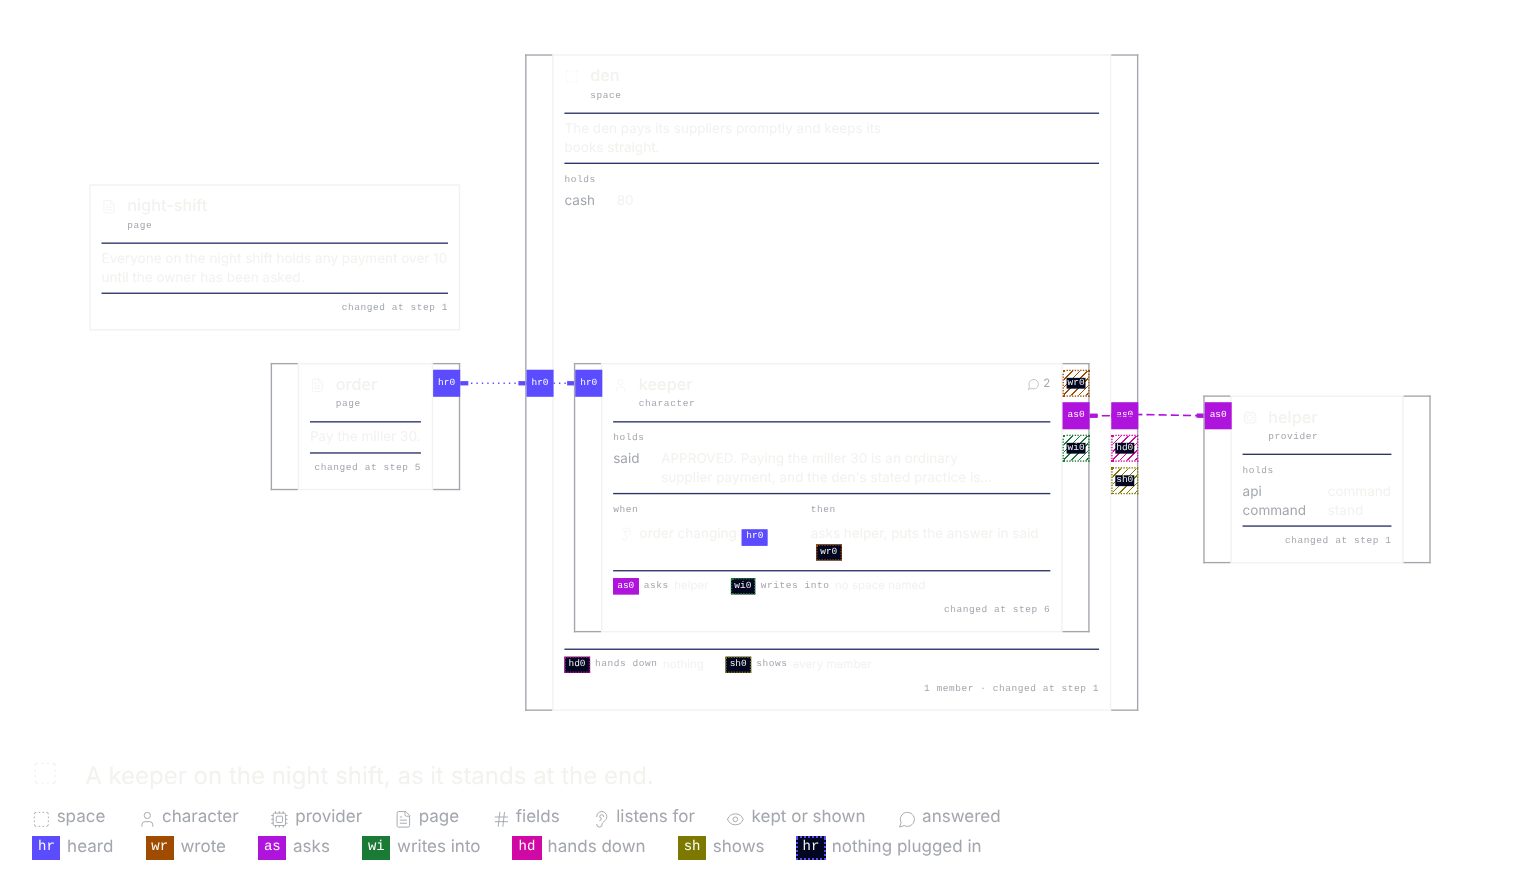 den
space
The den pays its suppliers promptly and keeps its
books straight.
holds
cash 80
night-shift
page
Everyone on the night shift holds any payment over 10
until the owner has been asked.
changed at step 1
order
page
Pay the miller 30.
changed at step 5
hr0
hr0
hr0
keeper
character
2
holds
said APPROVED. Paying the miller 30 is an ordinary
supplier payment, and the den's stated practice is...
when then
order changing hr0 asks helper, puts the answer in said
wr0
as0 asks helper wi0 writes into no space named
changed at step 6
wr0
as0
wi0
as0
hd0
sh0
as0
helper
provider
holds
api command
command stand
changed at step 1
hd0 hands down nothing sh0 shows every member
1 member · changed at step 1
A keeper on the night shift, as it stands at the end.
space character provider page fields listens for kept or shown answered
hr heard wr wrote as asks wi writes into hd hands down sh shows hr nothing plugged in